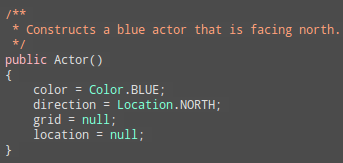 /**
 * Constructs a blue actor that is facing north.
 */
public Actor()
{
    color = Color.BLUE;
    direction = Location.NORTH;
    grid = null;
    location = null;
}